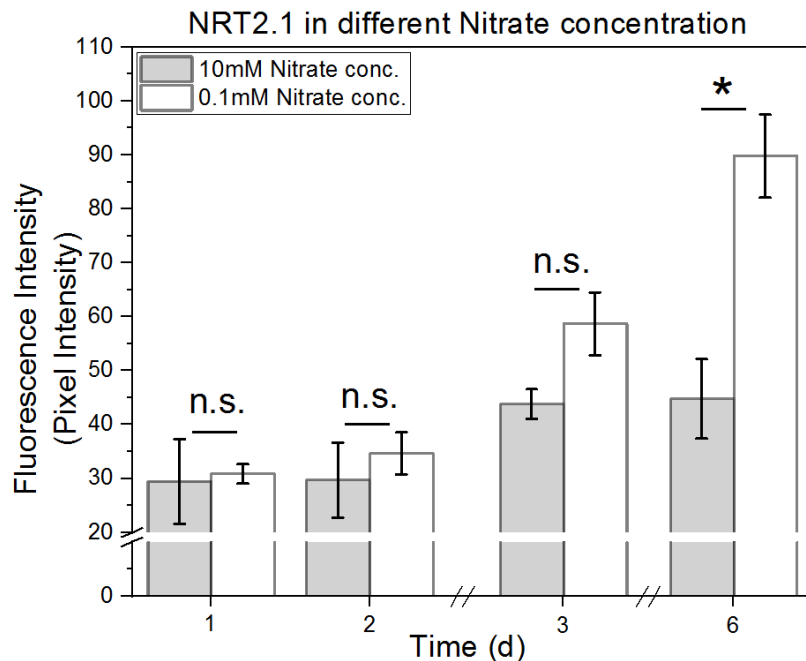 NRT2.1 in different Nitrate concentration
10mM Nitrate conc.
0.1mM Nitrate conc.
Fluorescence Intensity
(Pixel Intensity)
110
100
90
80
70
60
50
40
30
20
0
n.s.
n.s.
n.s.
*
1
2
3
6
Time (d)